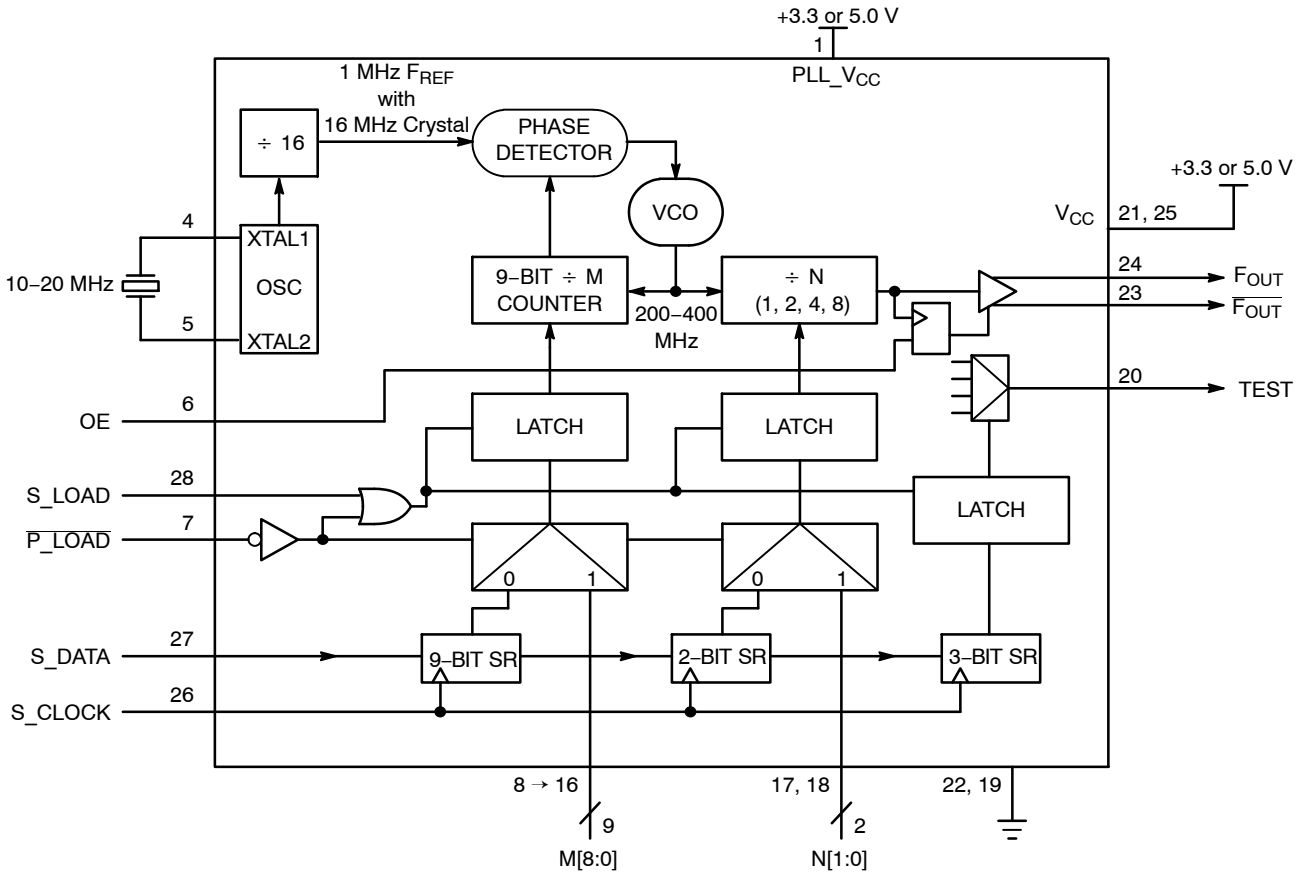 +3.3 or 5.0 V
1
PLL_VCC
1 MHz FREF
with
16 MHz Crystal
÷ 16
PHASE
DETECTOR
VCO
+3.3 or 5.0 V
VCC
21, 25
4
XTAL1
10–20 MHz
OSC
5
XTAL2
9–BIT ÷ M
COUNTER
200–400
MHz
÷ N
(1, 2, 4, 8)
24
FOUT
23
FOUT
20
TEST
6
OE
LATCH
LATCH
28
S_LOAD
LATCH
7
P_LOAD
0
1
0
1
27
S_DATA
9–BIT SR
2–BIT SR
3–BIT SR
26
S_CLOCK
8 → 16
17, 18
22, 19
9
2
M[8:0]
N[1:0]